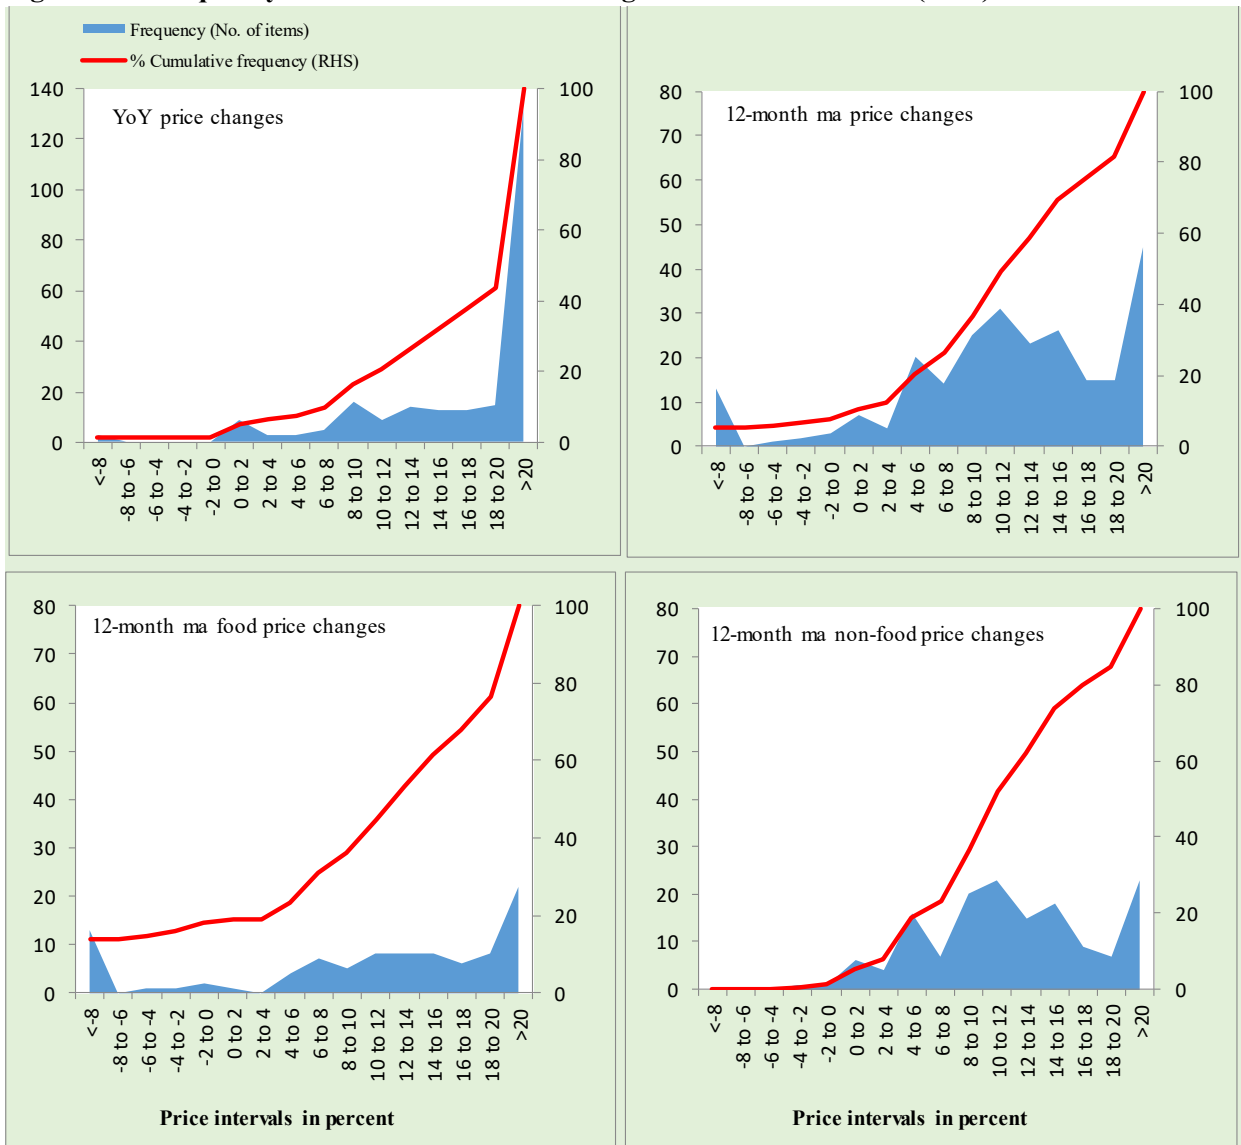 Frequency (No. of items)
% Cumulative frequency (RHS)
YoY price changes
140
120
100
80
60
40
20
0
100
80
60
40
20
0
<-8
-8 to -6
-6 to -4
-4 to -2
-2 to 0
0 to 2
2 to 4
4 to 6
6 to 8
8 to 10
10 to 12
12 to 14
14 to 16
16 to 18
18 to 20
>20
12-month ma price changes
80
70
60
50
40
30
20
10
0
100
80
60
40
20
0
<-8
-8 to -6
-6 to -4
-4 to -2
-2 to 0
0 to 2
2 to 4
4 to 6
6 to 8
8 to 10
10 to 12
12 to 14
14 to 16
16 to 18
18 to 20
>20
12-month ma food price changes
80
70
60
50
40
30
20
10
0
100
80
60
40
20
0
<-8
-8 to -6
-6 to -4
-4 to -2
-2 to 0
0 to 2
2 to 4
4 to 6
6 to 8
8 to 10
10 to 12
12 to 14
14 to 16
16 to 18
18 to 20
>20
Price intervals in percent
12-month ma non-food price changes
80
70
60
50
40
30
20
10
0
100
80
60
40
20
0
<-8
-8 to -6
-6 to -4
-4 to -2
-2 to 0
0 to 2
2 to 4
4 to 6
6 to 8
8 to 10
10 to 12
12 to 14
14 to 16
16 to 18
18 to 20
>20
Price intervals in percent